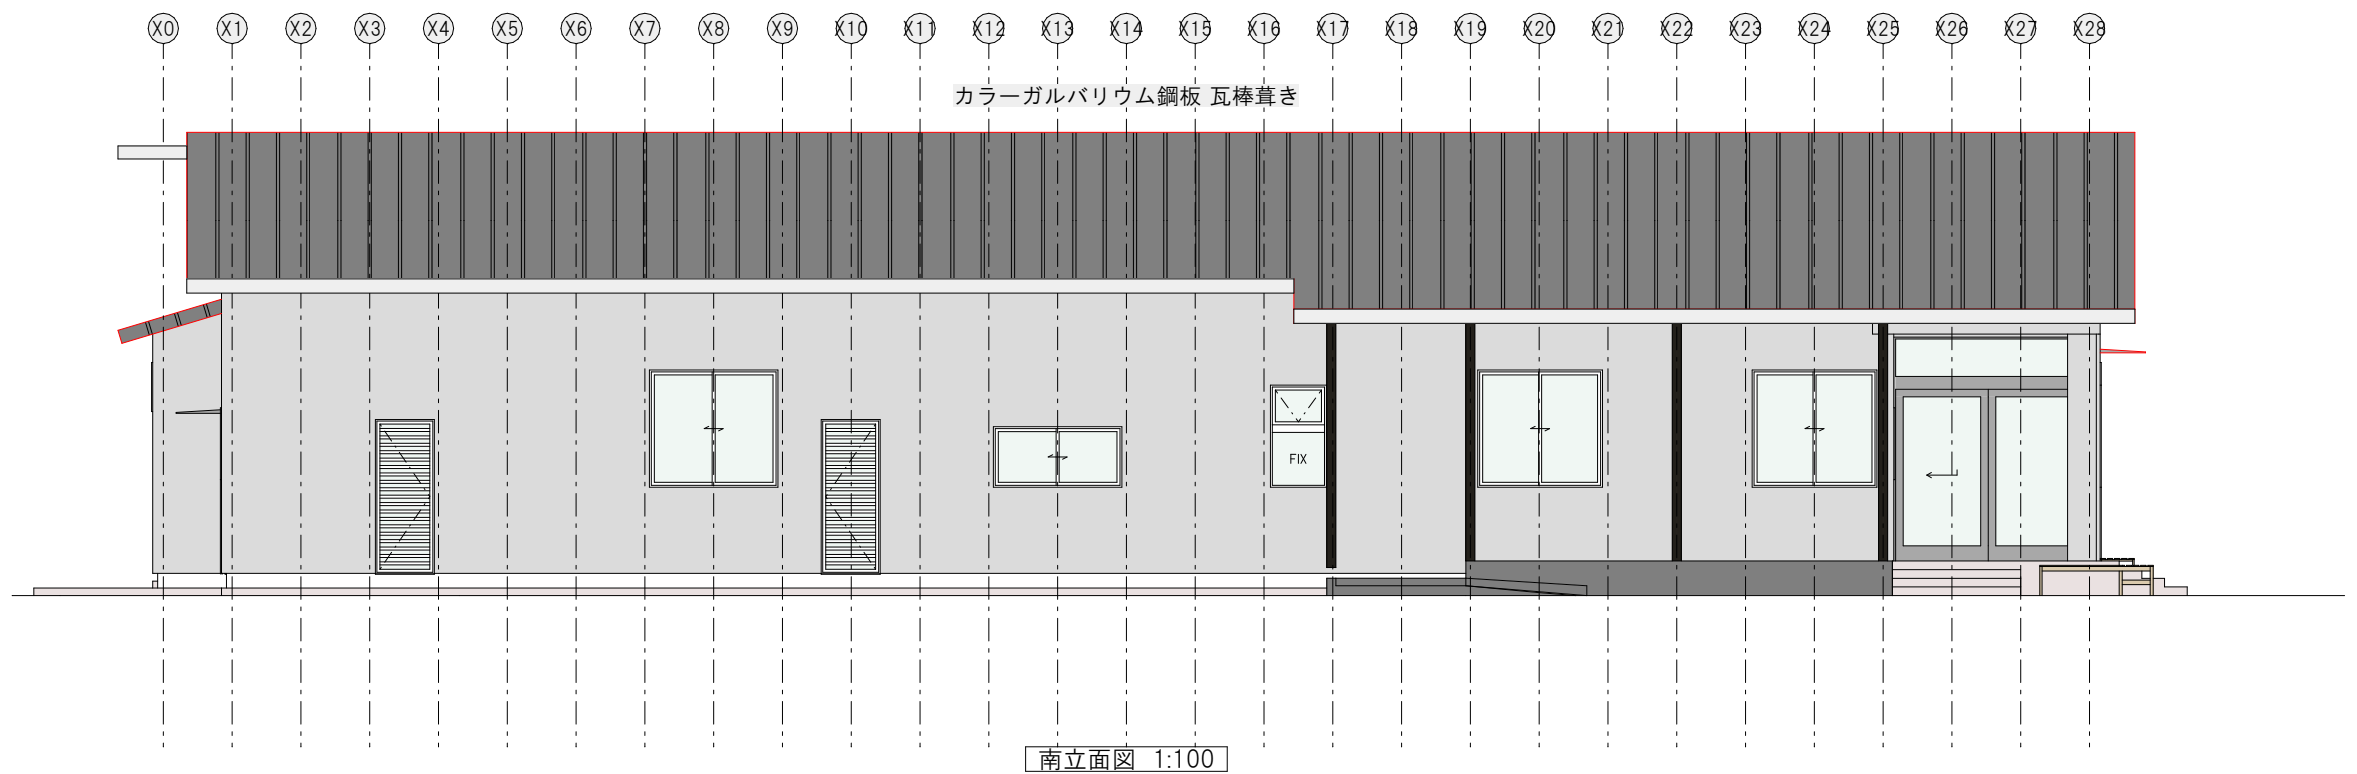 X0 X1 X2 X3 X4 X5 X6 X7 X8 X9 X10 X11 X12 X13 X14 X15 X16 X17 X18 X19 X20 X21 X22 X23 X24 X25 X26 X27 X28
カラーガルバリウム鋼板 瓦棒葺き
FIX
南立面図 1:100